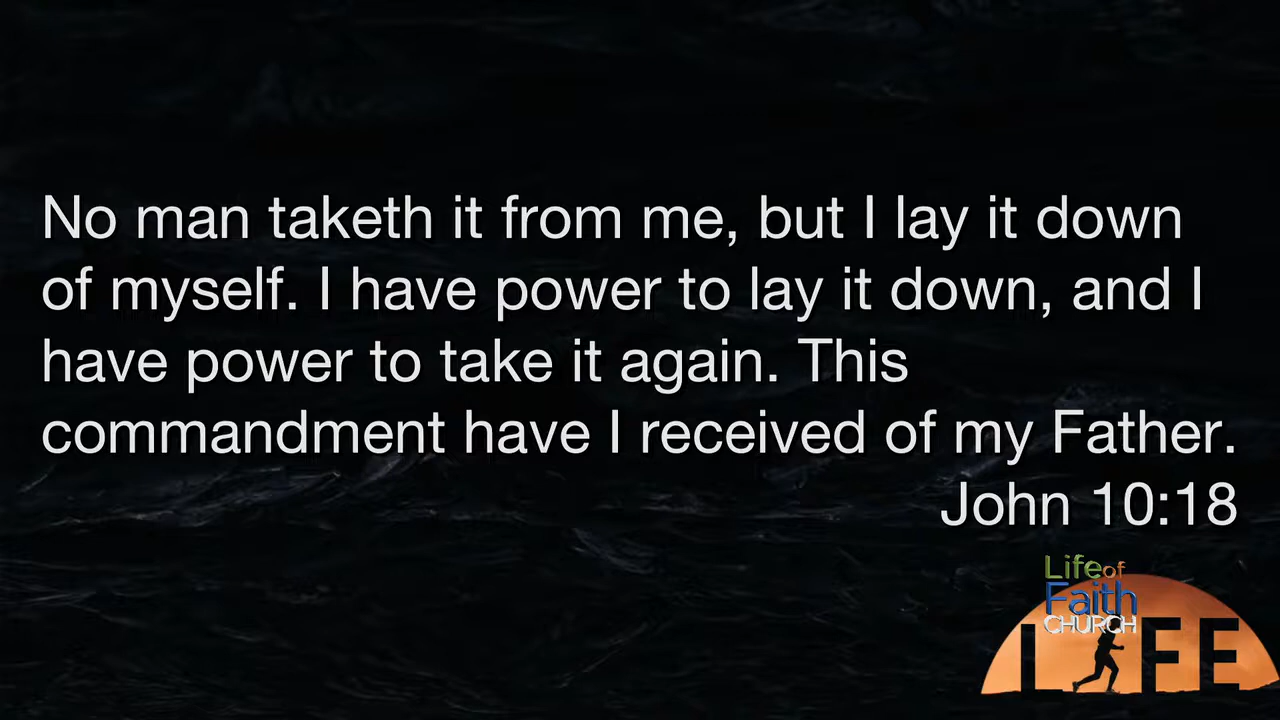 No man taketh it from me, but I lay it down
of myself. I have power to lay it down, and I
have power to take it again. This
commandment have I received of my Father.
John 10:18
Life of
Faith
CHURCH
LIFE